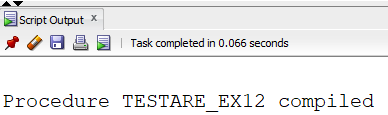 Script Output x
Task completed in 0.066 seconds
Procedure TESTARE_EX12 compiled